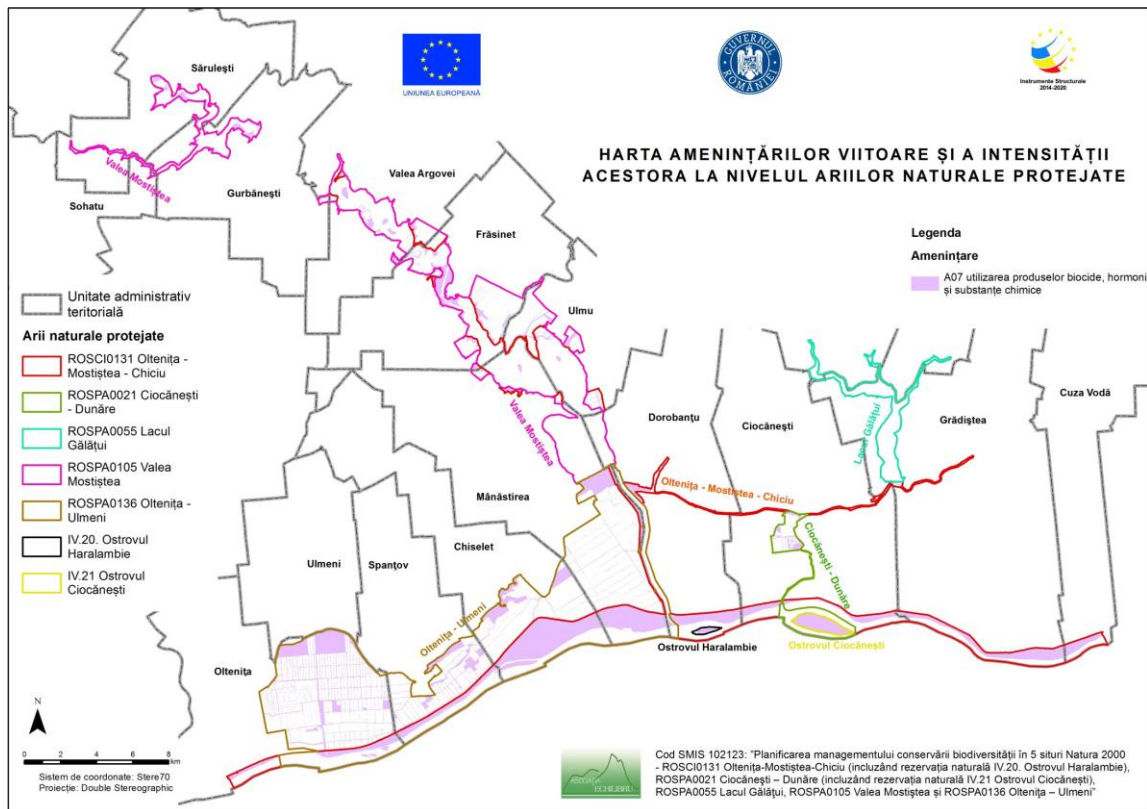 Sărulești
Valea Mostiștea
Sohatu
Gurbănești
Valea Argovei
Frăsinet
Ulmu
UNIUNEA EUROPEANĂ
GUVERNUL ROMÂNIEI
Instrumente Structurale
2014-2020
HARTA AMENINȚĂRILOR VIITOARE ȘI A INTENSITĂȚII
ACESTORA LA NIVELUL ARIILOR NATURALE PROTEJATE
Legenda
Amenințare
A07 utilizarea produselor biocide, hormoni
și substanțe chimice
Unitate administrativ
teritorială
Arii naturale protejate
ROSCI0131 Oltenița -
Mostiștea - Chiciu
ROSPA0021 Ciocănești
- Dunăre
ROSPA0055 Lacul
Gălățui
ROSPA0105 Valea
Mostiștea
ROSPA0136 Oltenița -
Ulmeni
IV.20. Ostrovul
Haralambie
IV.21 Ostrovul
Ciocănești
Valea Mostiștea
Dorobanțu
Ciocănești
Lacul Gălățui
Grădiștea
Cuza Vodă
Oltenița - Mostiștea - Chiciu
Ciocănești - Dunăre
Mânăstirea
Chiselet
Ulmeni
Spanțov
Oltenița - Ulmeni
Oltenița
Ostrovul Haralambie
Ostrovul Ciocănești
N
0 2 4 6 8
km
Sistem de coordonate: Stere70
Proiecție: Double Stereographic
ASOCIAȚIA
ECHILIBRU
Cod SMIS 102123: "Planificarea managementului conservării biodiversității în 5 situri Natura 2000
- ROSCI0131 Oltenița-Mostiștea-Chiciu (incluzând rezervația naturală IV.20. Ostrovul Haralambie),
ROSPA0021 Ciocănești – Dunăre (incluzând rezervația naturală IV.21 Ostrovul Ciocănești),
ROSPA0055 Lacul Gălățui, ROSPA0105 Valea Mostiștea și ROSPA0136 Oltenița – Ulmeni"